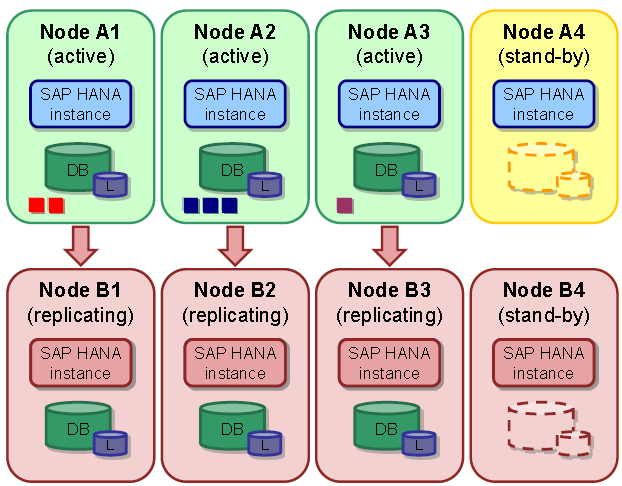 Node A1
(active)
SAP HANA
instance
DB
L
Node A2
(active)
SAP HANA
instance
DB
L
Node A3
(active)
SAP HANA
instance
DB
L
Node A4
(stand-by)
SAP HANA
instance
Node B1
(replicating)
SAP HANA
instance
DB
L
Node B2
(replicating)
SAP HANA
instance
DB
L
Node B3
(replicating)
SAP HANA
instance
DB
L
Node B4
(stand-by)
SAP HANA
instance